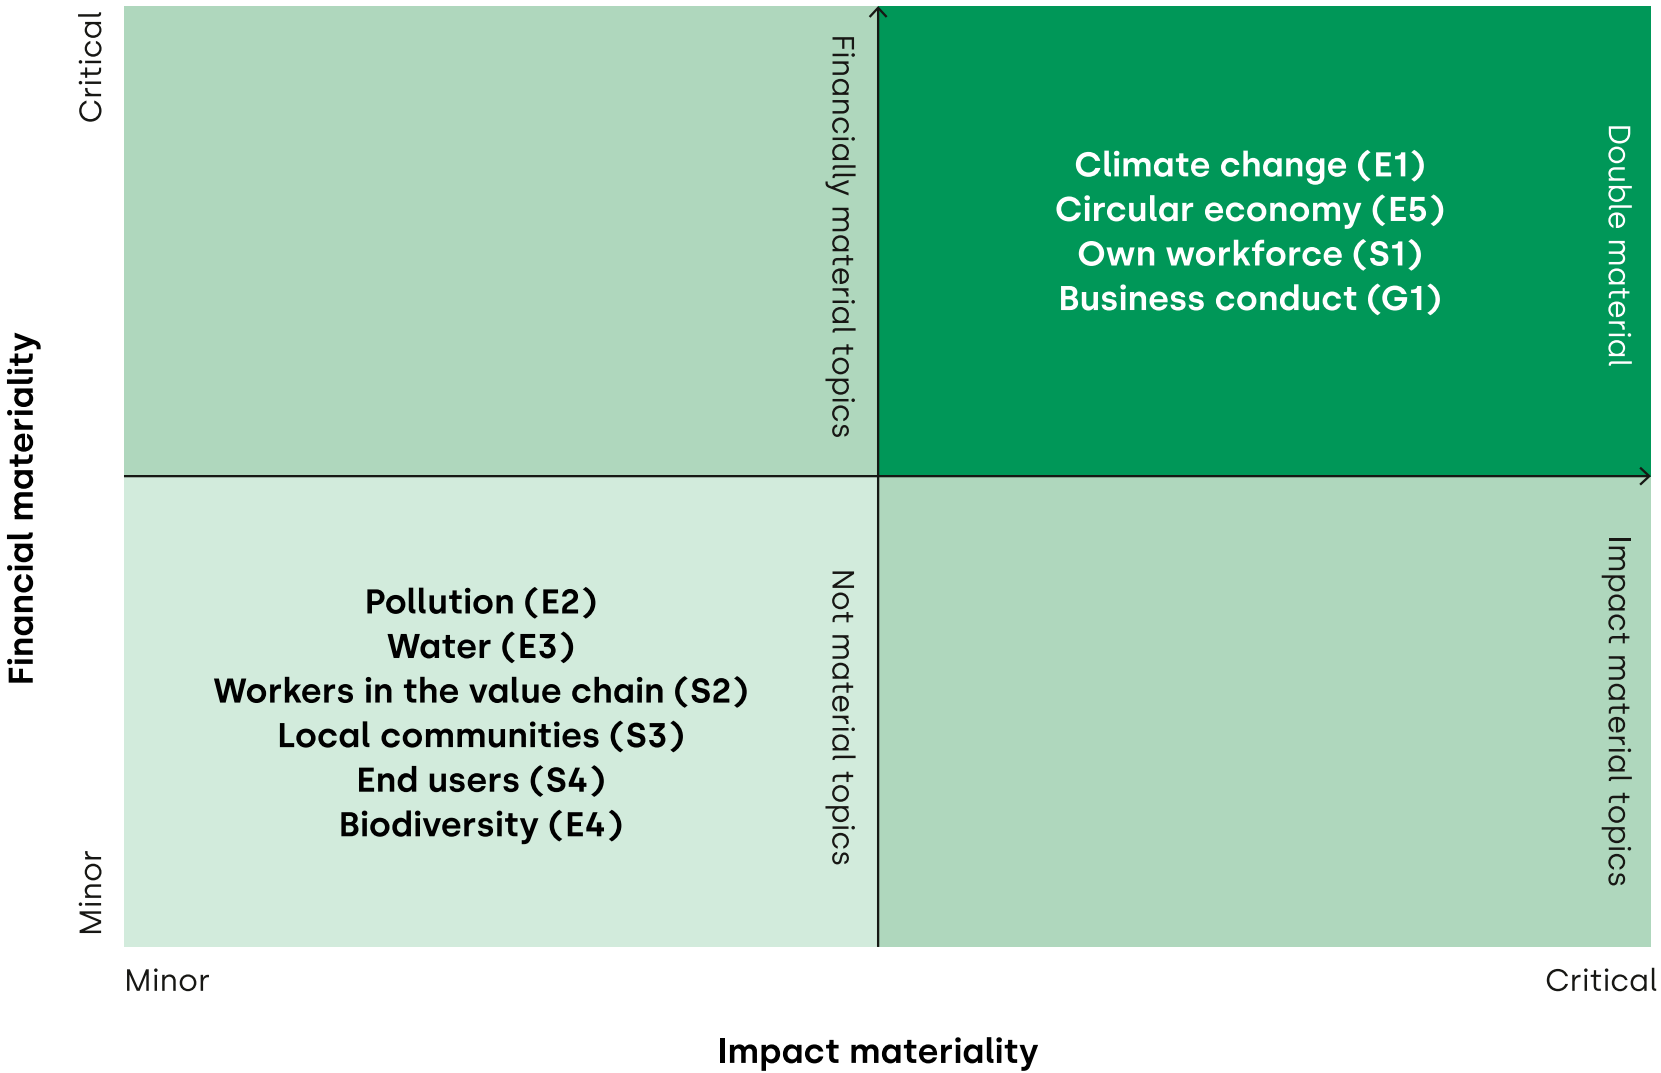 Critical
Financially material topics
Climate change (E1)
Circular economy (E5)
Own workforce (S1)
Business conduct (G1)
Double material
Financial materiality
Pollution (E2)
Water (E3)
Workers in the value chain (S2)
Local communities (S3)
End users (S4)
Biodiversity (E4)
Not material topics
Impact material topics
Minor
Minor
Critical
Impact materiality